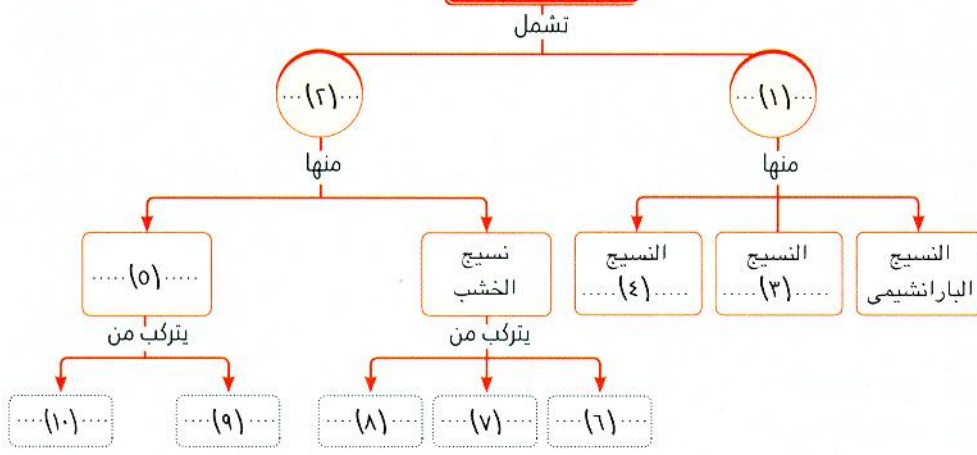 تشمل
...(١)...
...(٢)...
منها
منها
النسيج
البارانشيمى
النسيج
.....(٣).....
النسيج
.....(٤).....
نسيج
الخشب
.....(٥).....
يتركب من
يتركب من
....(٦)....
....(٧)....
....(٨)....
....(٩)....
....(١٠)....